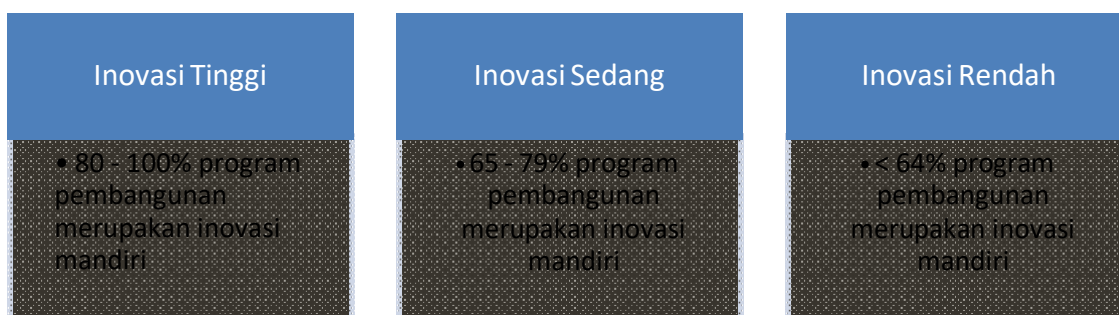 Inovasi Tinggi
• 80 - 100% program
pembangunan
merupakan inovasi
mandiri
Inovasi Sedang
• 65 - 79% program
pembangunan
merupakan inovasi
mandiri
Inovasi Rendah
• < 64% program
pembangunan
merupakan inovasi
mandiri